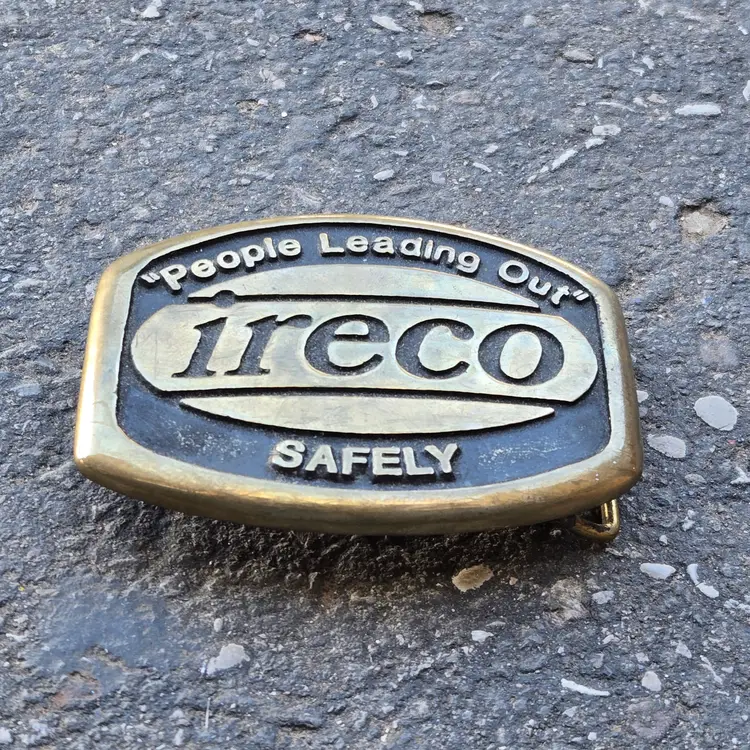 "People Leading Out"
ireco
SAFELY